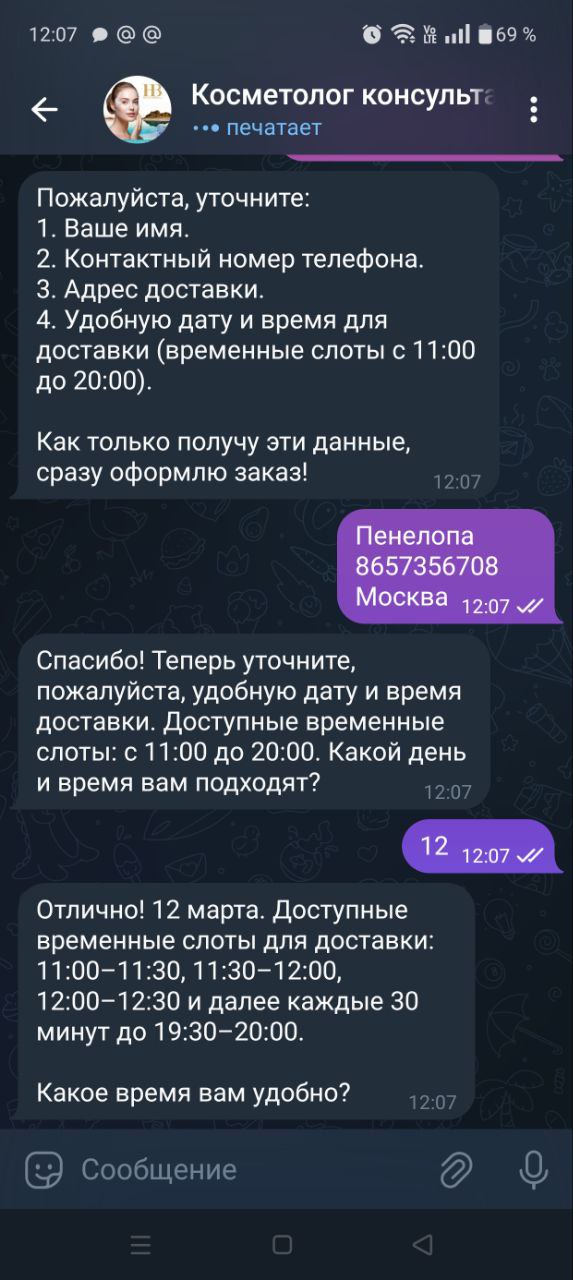 12:07
69 %
HB
Косметолог консульта
печатает
Пожалуйста, уточните:
1. Ваше имя.
2. Контактный номер телефона.
3. Адрес доставки.
4. Удобную дату и время для
доставки (временные слоты с 11:00
до 20:00).
Как только получу эти данные,
сразу оформлю заказ!
12:07
Пенелопа
8657356708
Москва 12:07
Спасибо! Теперь уточните,
пожалуйста, удобную дату и время
доставки. Доступные временные
слоты: с 11:00 до 20:00. Какой день
и время вам подходят?
12:07
12 12:07
Отлично! 12 марта. Доступные
временные слоты для доставки:
11:00–11:30, 11:30–12:00,
12:00–12:30 и далее каждые 30
минут до 19:30–20:00.
Какое время вам удобно?
12:07
Сообщение